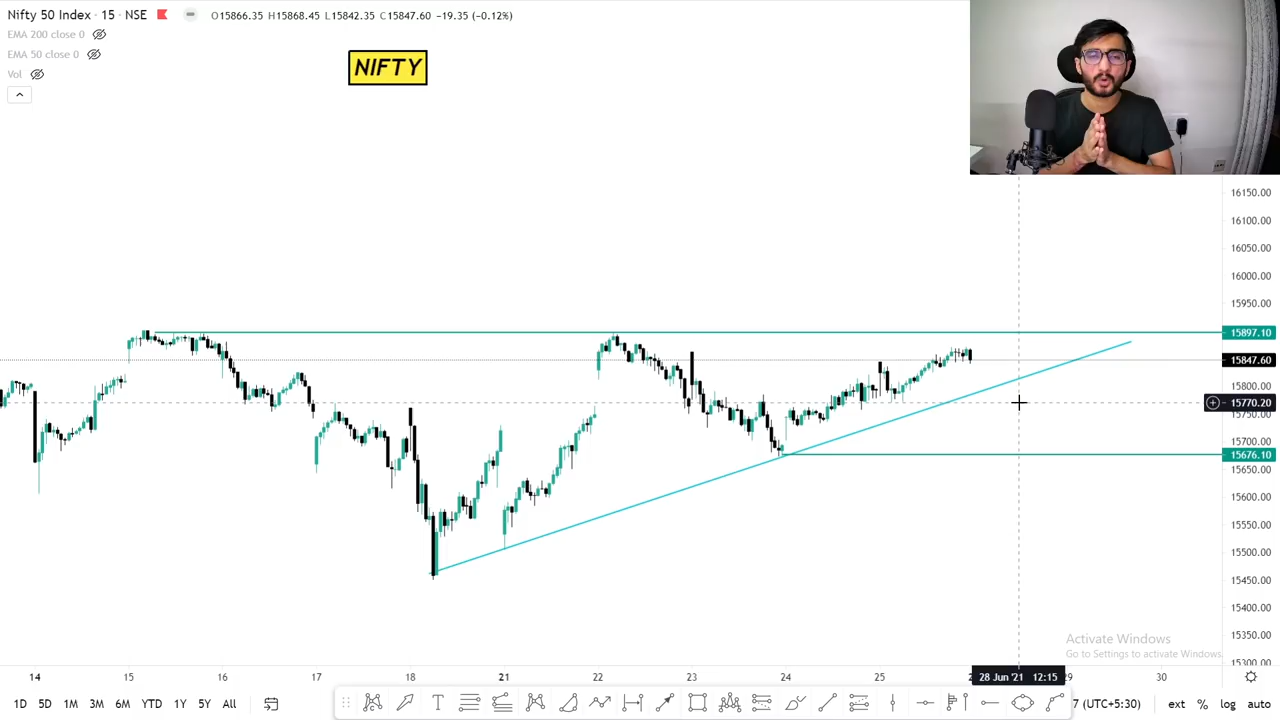 Nifty 50 Index · 15 · NSE O15866.35 H15868.45 L15842.35 C15847.60 -19.35 (-0.12%)
EMA 200 close 0
EMA 50 close 0
Vol
NIFTY
16150.00
16100.00
16050.00
16000.00
15950.00
15897.10
15847.60
15800.00
15770.20
15750.00
15700.00
15676.10
15650.00
15600.00
15550.00
15500.00
15450.00
15400.00
15350.00
15300.00
Activate Windows
Go to Settings to activate Windows.
14 15 16 17 18 21 22 23 24 25 28 Jun '21 12:15 29 30
1D 5D 1M 3M 6M YTD 1Y 5Y All T 7 (UTC+5:30) ext % log auto